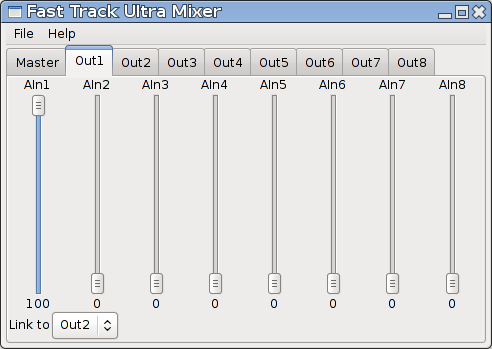 Fast Track Ultra Mixer
File Help
Master Out1 Out2 Out3 Out4 Out5 Out6 Out7 Out8
AIn1 AIn2 AIn3 AIn4 AIn5 AIn6 AIn7 AIn8
100 0 0 0 0 0 0 0
Link to Out2